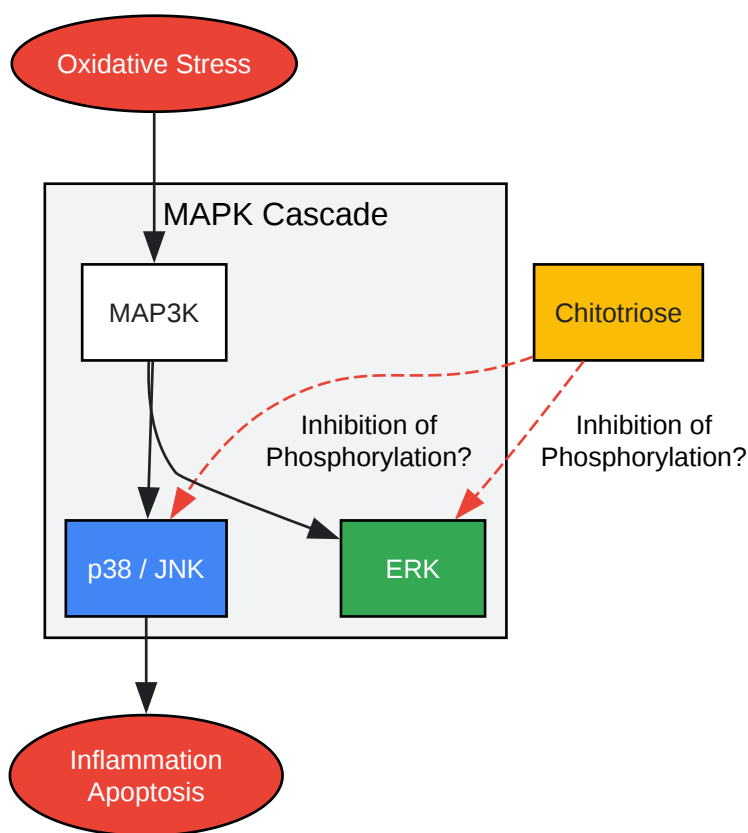 Oxidative Stress
MAPK Cascade
MAP3K
Chitotriose
Inhibition of
Phosphorylation?
Inhibition of
Phosphorylation?
p38 / JNK
ERK
Inflammation
Apoptosis